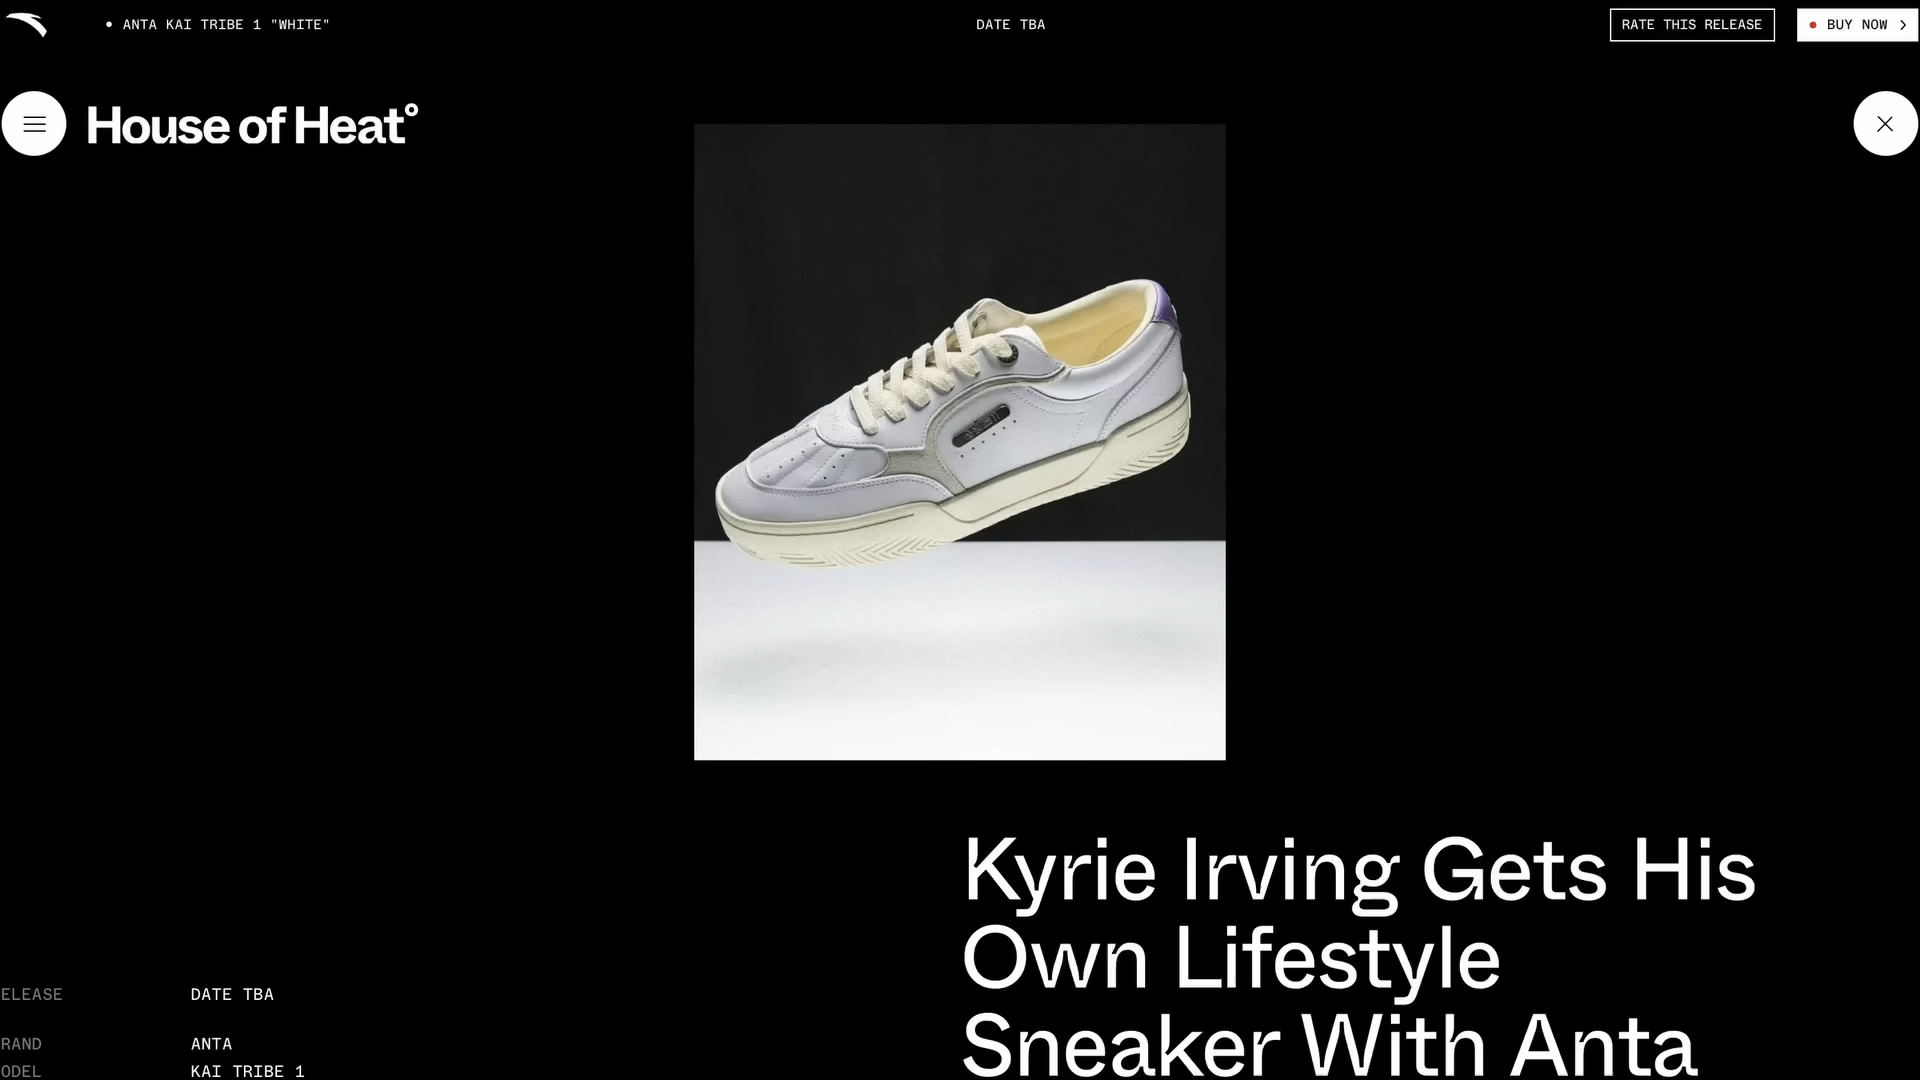 ANTA KAI TRIBE 1 "WHITE"
DATE TBA
RATE THIS RELEASE
BUY NOW
House of Heat°
Kyrie Irving Gets His
Own Lifestyle
Sneaker With Anta
ELEASE DATE TBA
RAND ANTA
ODEL KAI TRIBE 1